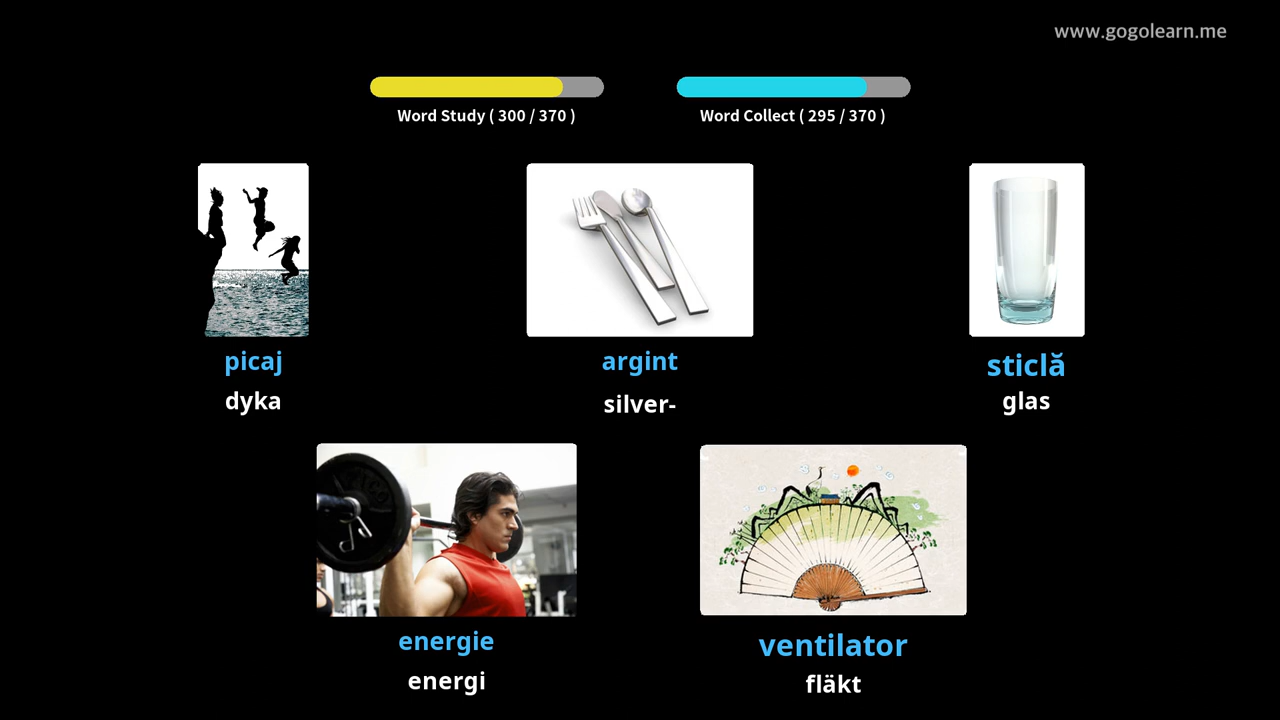 www.gogolearn.me
Word Study ( 300 / 370 )
Word Collect ( 295 / 370 )
picaj
dyka
argint
silver-
sticlă
glas
energie
energi
ventilator
fläkt